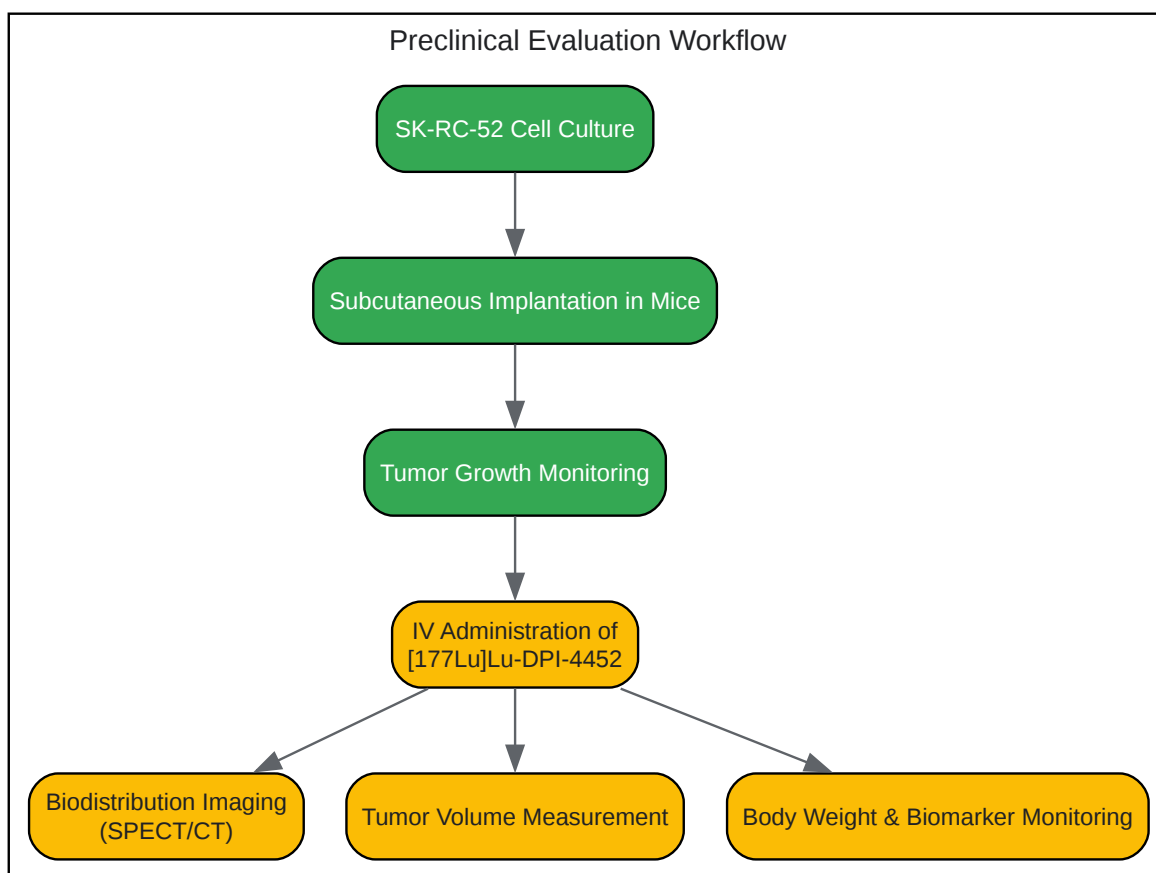 Preclinical Evaluation Workflow
SK-RC-52 Cell Culture
Subcutaneous Implantation in Mice
Tumor Growth Monitoring
IV Administration of
[177Lu]Lu-DPI-4452
Biodistribution Imaging
(SPECT/CT)
Tumor Volume Measurement
Body Weight & Biomarker Monitoring